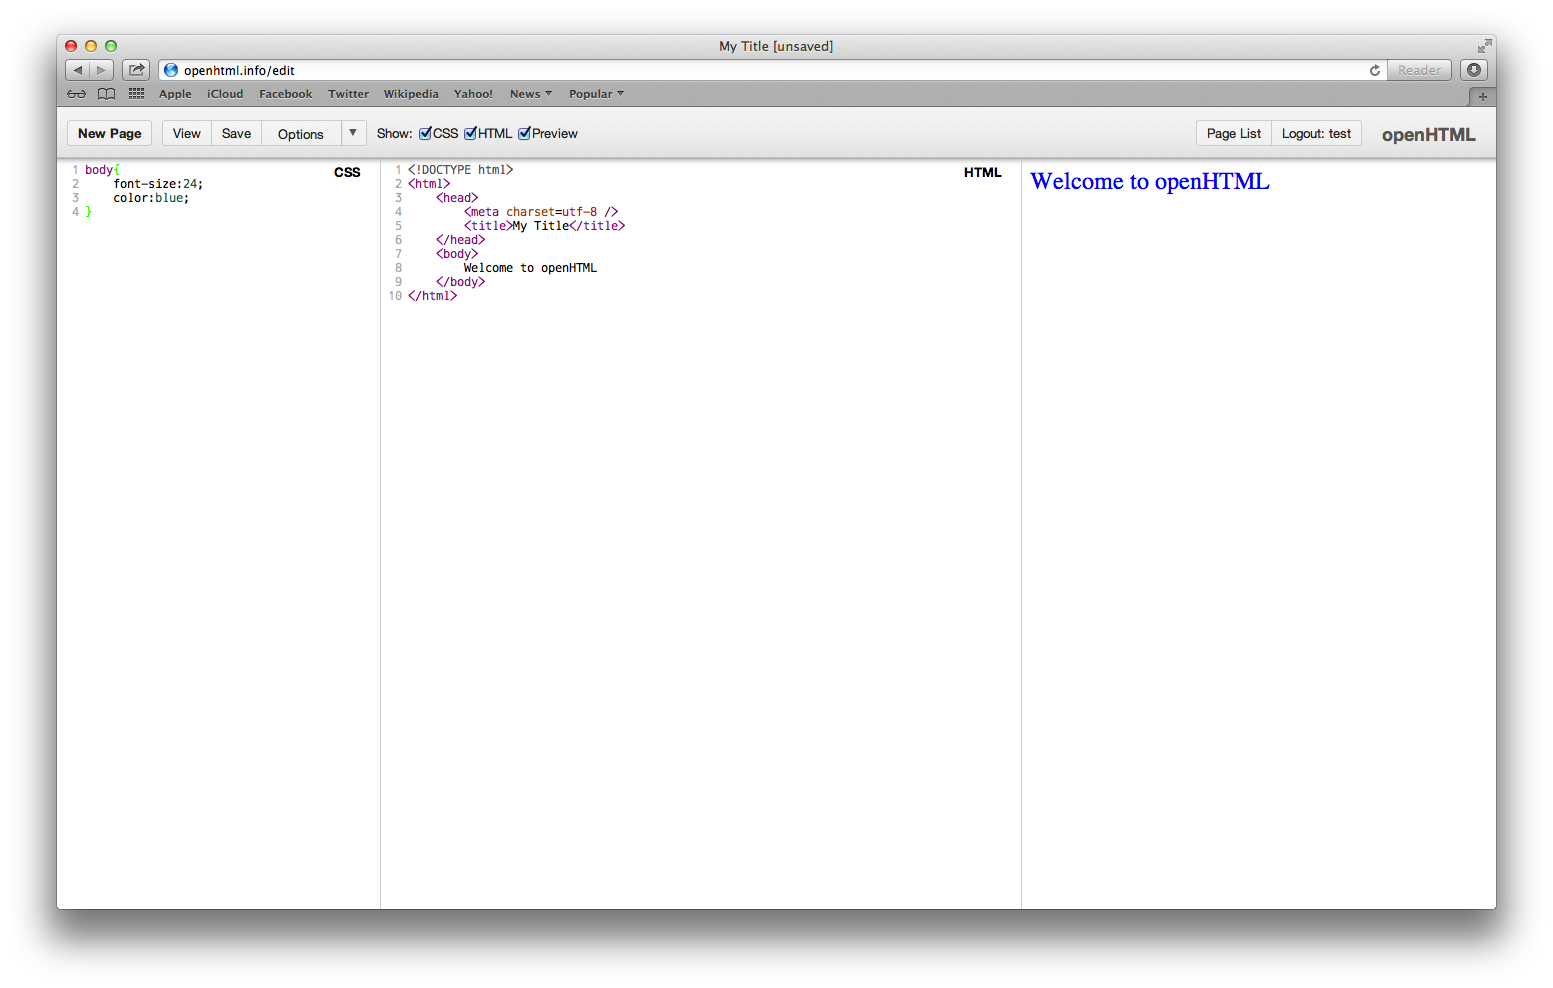 My Title [unsaved]
openhtml.info/edit
Reader
Apple iCloud Facebook Twitter Wikipedia Yahoo! News Popular
New Page View Save Options Show: CSS HTML Preview Page List Logout: test openHTML
CSS
1 body{
2 font-size:24;
3 color:blue;
4 }
HTML
1 <!DOCTYPE html>
2 <html>
3 <head>
4 <meta charset=utf-8 />
5 <title>My Title</title>
6 </head>
7 <body>
8 Welcome to openHTML
9 </body>
10 </html>
Welcome to openHTML